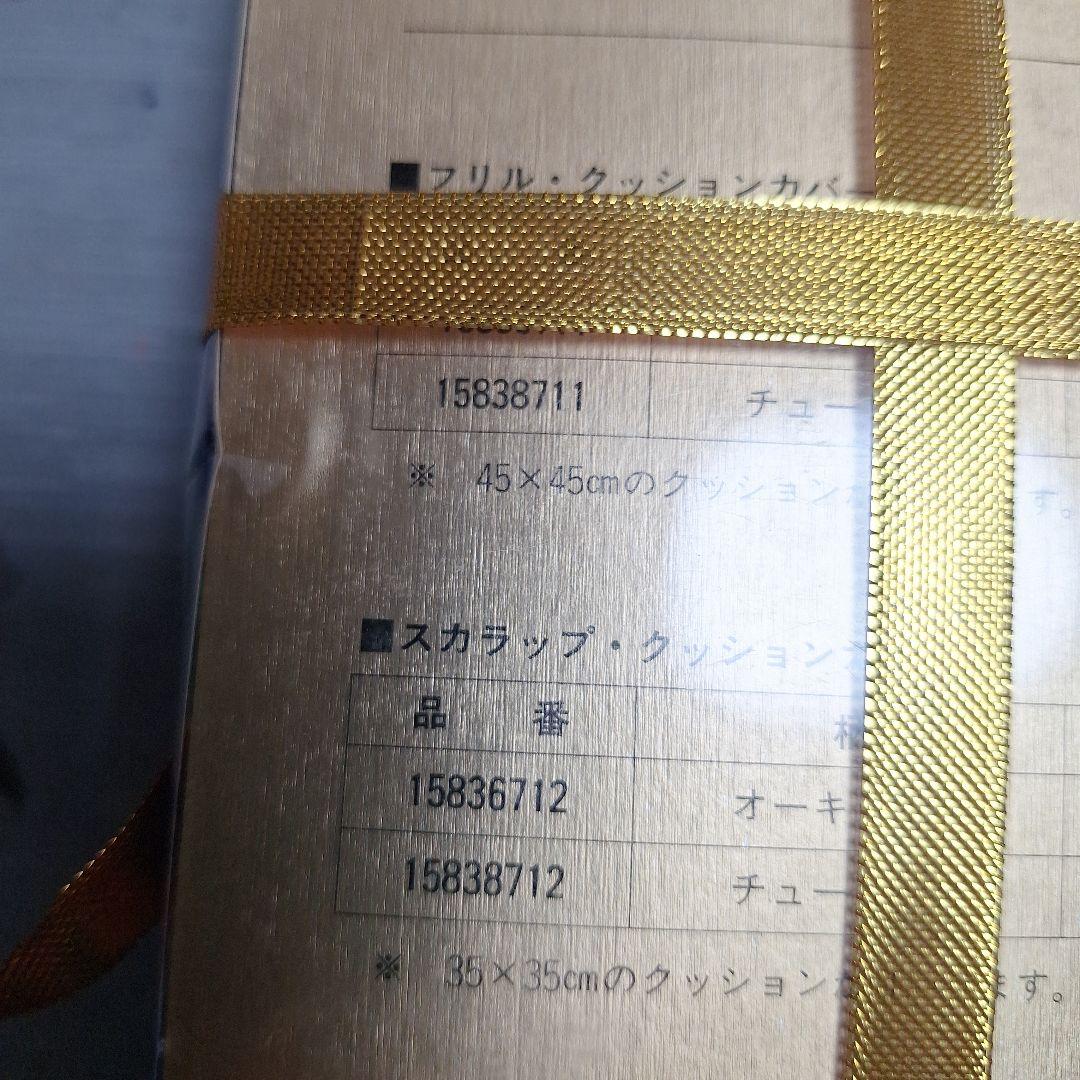 ■フリル・クッションカバー
15838711 チュー
※ 45×45cmのクッション す。
■スカラップ・クッション
品 番 柄
15836712 オーキ
15838712 チュー
※ 35×35cmのクッション ます。